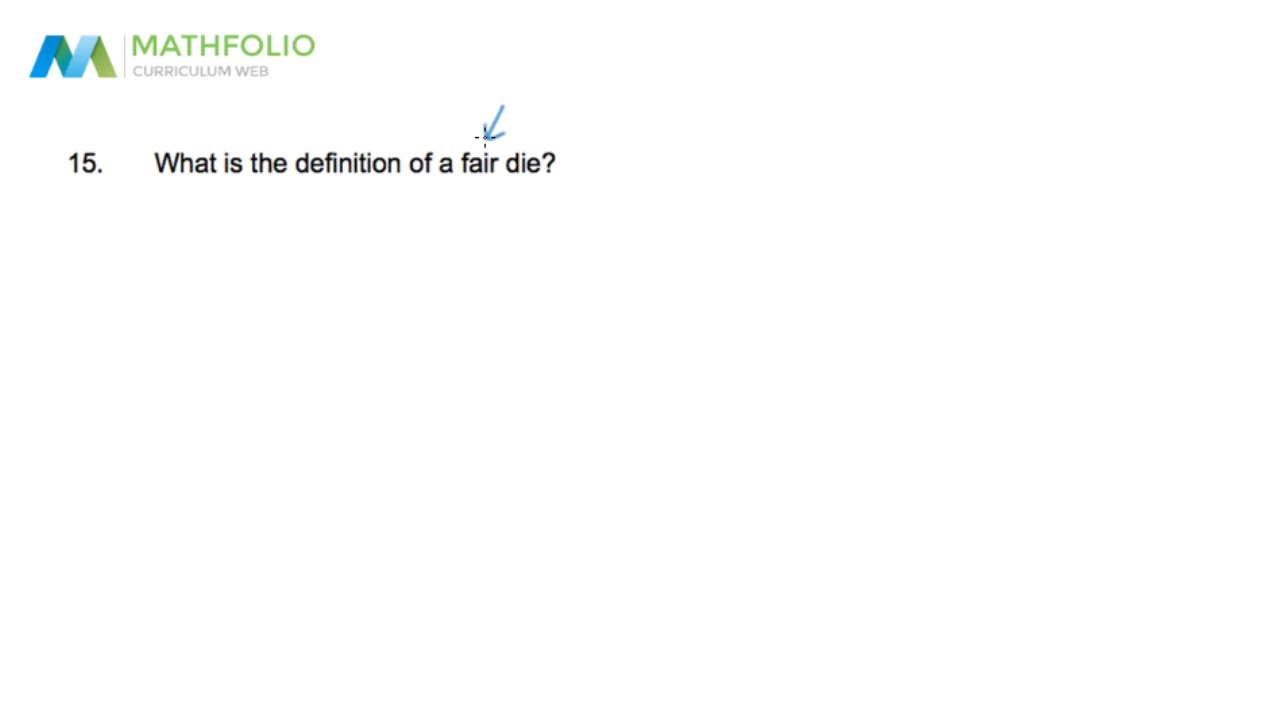 MATHFOLIO
CURRICULUM WEB
15. What is the definition of a fair die?